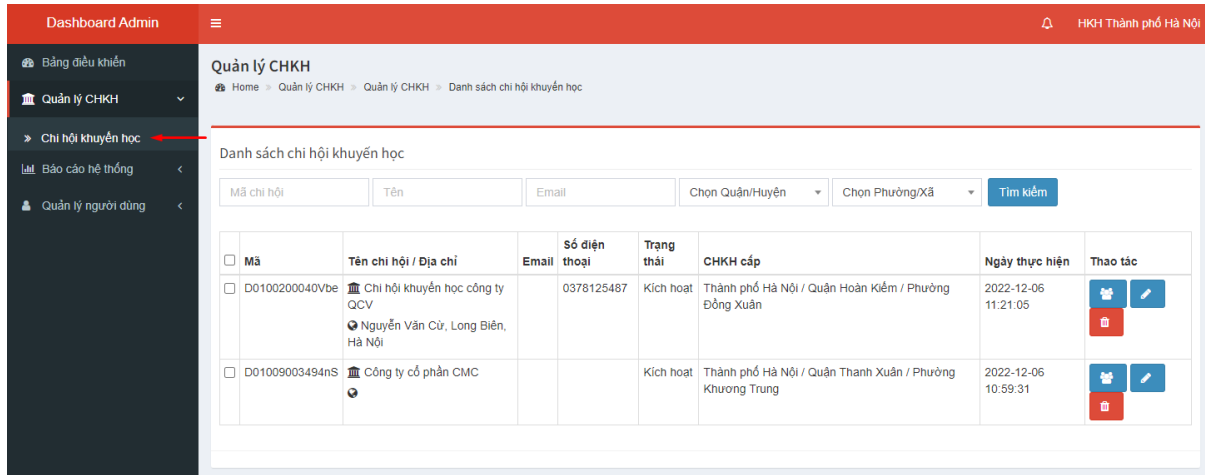 Dashboard Admin
HKH Thành phố Hà Nội
Bảng điều khiển
Quản lý CHKH
Chi hội khuyến học
Báo cáo hệ thống
Quản lý người dùng
Quản lý CHKH
Home » Quản lý CHKH » Quản lý CHKH » Danh sách chi hội khuyến học
Danh sách chi hội khuyến học
Mã chi hội Tên Email Chọn Quận/Huyện Chọn Phường/Xã Tìm kiếm
Mã Tên chi hội / Địa chỉ Email Số điện thoại Trạng thái CHKH cấp Ngày thực hiện Thao tác
D0100200040Vbe Chi hội khuyến học công ty 0378125487 Kích hoạt Thành phố Hà Nội / Quận Hoàn Kiếm / Phường 2022-12-06
QCV Đồng Xuân 11:21:05
Nguyễn Văn Cừ, Long Biên,
Hà Nội
D01009003494nS Công ty cổ phần CMC Kích hoạt Thành phố Hà Nội / Quận Thanh Xuân / Phường 2022-12-06
Khương Trung 10:59:31